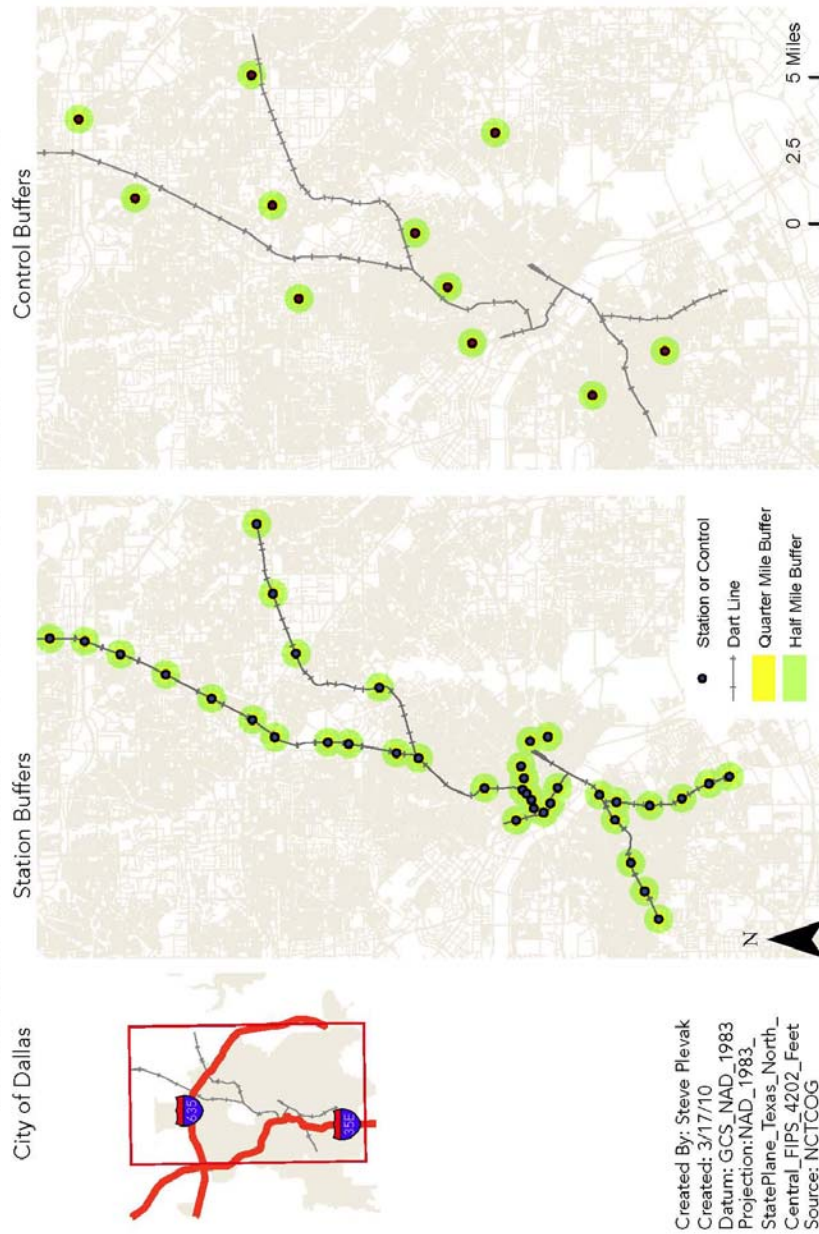 City of Dallas
635
35E
Created By: Steve Plevak
Created: 3/17/10
Datum: GCS_NAD_1983
Projection:NAD_1983_
StatePlane_Texas_North_
Central_FIPS_4202_Feet
Source: NCTCOG
Station Buffers
N
Station or Control
Dart Line
Quarter Mile Buffer
Half Mile Buffer
Control Buffers
0 2.5 5 Miles